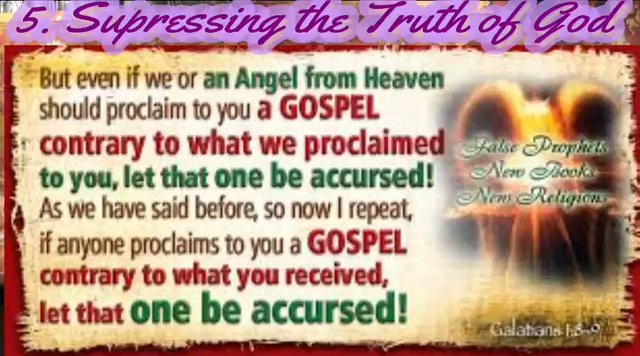 5. Supressing the Truth of God
But even if we or an Angel from Heaven
should proclaim to you a GOSPEL
contrary to what we proclaimed
to you, let that one be accursed!
As we have said before, so now I repeat,
if anyone proclaims to you a GOSPEL
contrary to what you received,
let that one be accursed!
False Prophets
New Books
New Religions
Galatians 1:8-9